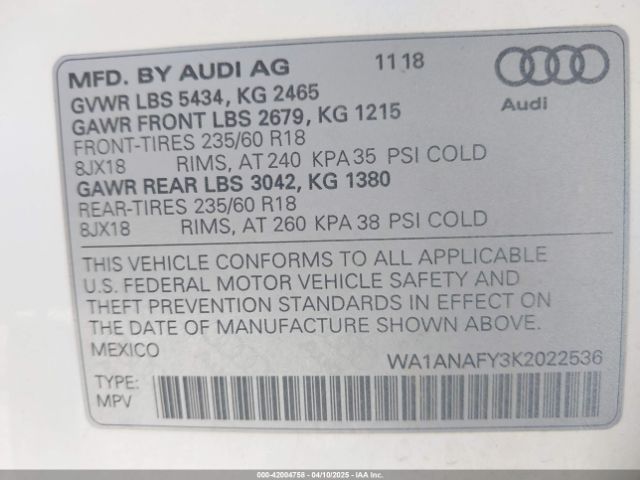 MFD. BY AUDI AG 11 18
GVWR LBS 5434, KG 2465
GAWR FRONT LBS 2679, KG 1215
Audi
FRONT-TIRES 235/60 R18
8JX18 RIMS, AT 240 KPA 35 PSI COLD
GAWR REAR LBS 3042, KG 1380
REAR-TIRES 235/60 R18
8JX18 RIMS, AT 260 KPA 38 PSI COLD
THIS VEHICLE CONFORMS TO ALL APPLICABLE
U.S. FEDERAL MOTOR VEHICLE SAFETY AND
THEFT PREVENTION STANDARDS IN EFFECT ON
THE DATE OF MANUFACTURE SHOWN ABOVE.
MEXICO WA1ANAFY3K2022536
TYPE:
MPV
000-42004758 - 04/10/2025 - IAAI.COM